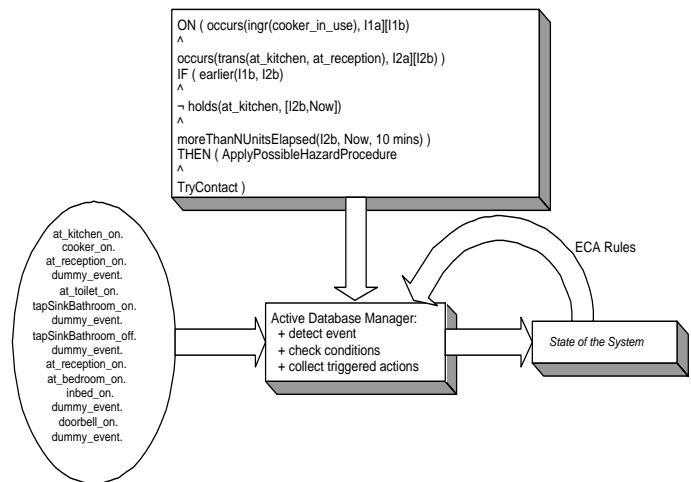 ON ( occurs(ingr(cooker_in_use), I1a][I1b)
^
occurs(trans(at_kitchen, at_reception), I2a][I2b) )
IF ( earlier(I1b, I2b)
^
¬ holds(at_kitchen, [I2b,Now])
^
moreThanNUnitsElapsed(I2b, Now, 10 mins) )
THEN ( ApplyPossibleHazardProcedure
^
TryContact )
at_kitchen_on.
cooker_on.
at_reception_on.
dummy_event.
at_toilet_on.
tapSinkBathroom_on.
dummy_event.
tapSinkBathroom_off.
dummy_event.
at_reception_on.
at_bedroom_on.
inbed_on.
dummy_event.
doorbell_on.
dummy_event.
Active Database Manager:
+ detect event
+ check conditions
+ collect triggered actions
ECA Rules
State of the System